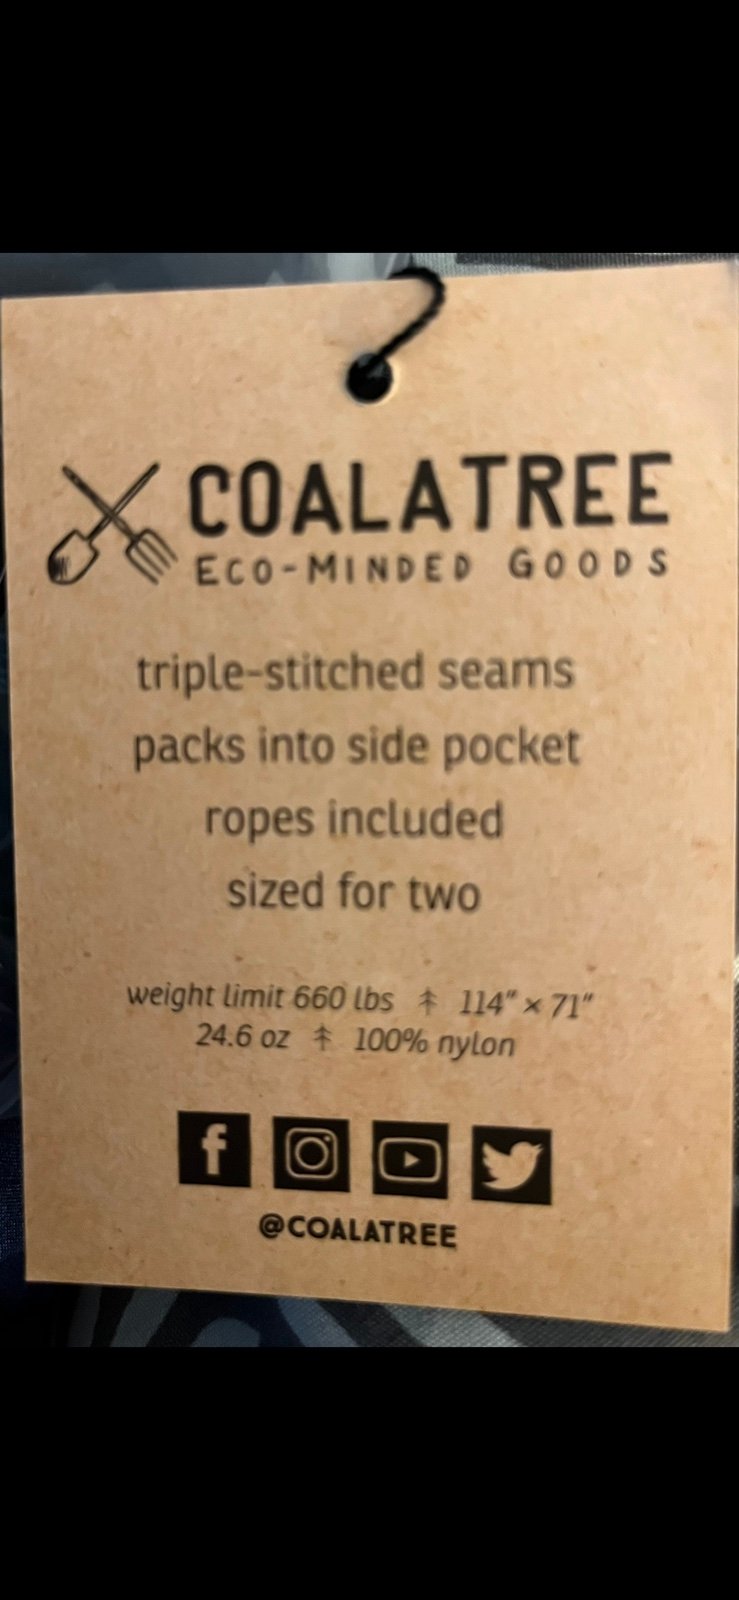 COALATREE
ECO-MINDED GOODS
triple-stitched seams
packs into side pocket
ropes included
sized for two
weight limit 660 lbs 114" × 71"
24.6 oz 100% nylon
@COALATREE